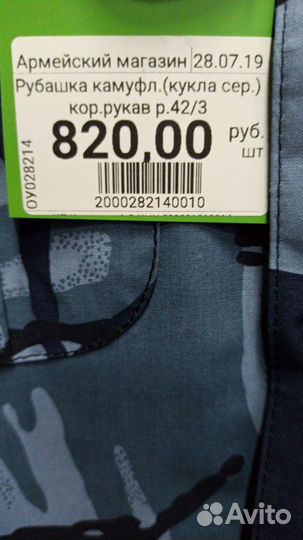 Армейский магазин 28.07.19
Рубашка камуфл.(кукла сер.)
кор.рукав р.42/3
820,00 руб.
шт
ОУ028214
2000282140010
Avito